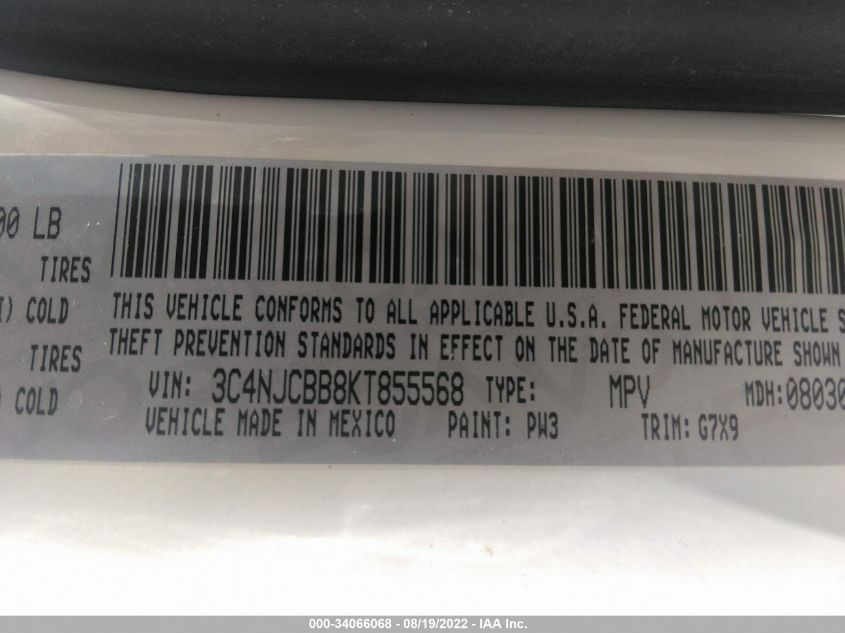 00 LB
TIRES
I) COLD
TIRES
) COLD
THIS VEHICLE CONFORMS TO ALL APPLICABLE U.S.A. FEDERAL MOTOR VEHICLE S
THEFT PREVENTION STANDARDS IN EFFECT ON THE DATE OF MANUFACTURE SHOWN
VIN: 3C4NJCBB8KT855568 TYPE: MPV MDH:08030
VEHICLE MADE IN MEXICO PAINT: PW3 TRIM: G7X9
000-34066068 - 08/19/2022 - IAA Inc.